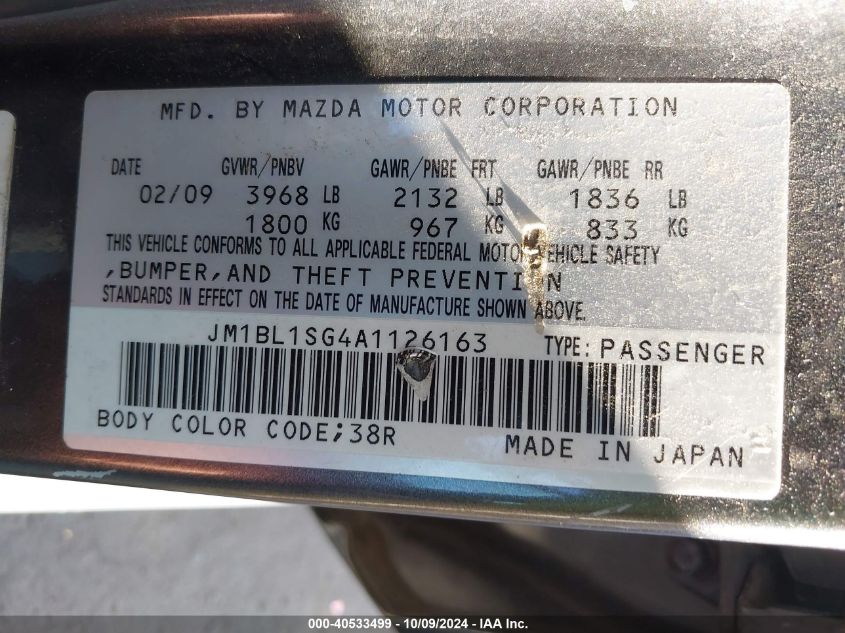 MFD. BY MAZDA MOTOR CORPORATION
DATE GVWR/PNBV GAWR/PNBE FRT GAWR/PNBE RR
02/09 3968 LB 2132 LB 1836 LB
1800 KG 967 KG 833 KG
THIS VEHICLE CONFORMS TO ALL APPLICABLE FEDERAL MOTOR VEHICLE SAFETY
,BUMPER,AND THEFT PREVENTION
STANDARDS IN EFFECT ON THE DATE OF MANUFACTURE SHOWN ABOVE.
JM1BL1SG4A1126163 TYPE: PASSENGER
BODY COLOR CODE;38R
MADE IN JAPAN
000-40533499 - 10/09/2024 - IAA Inc.